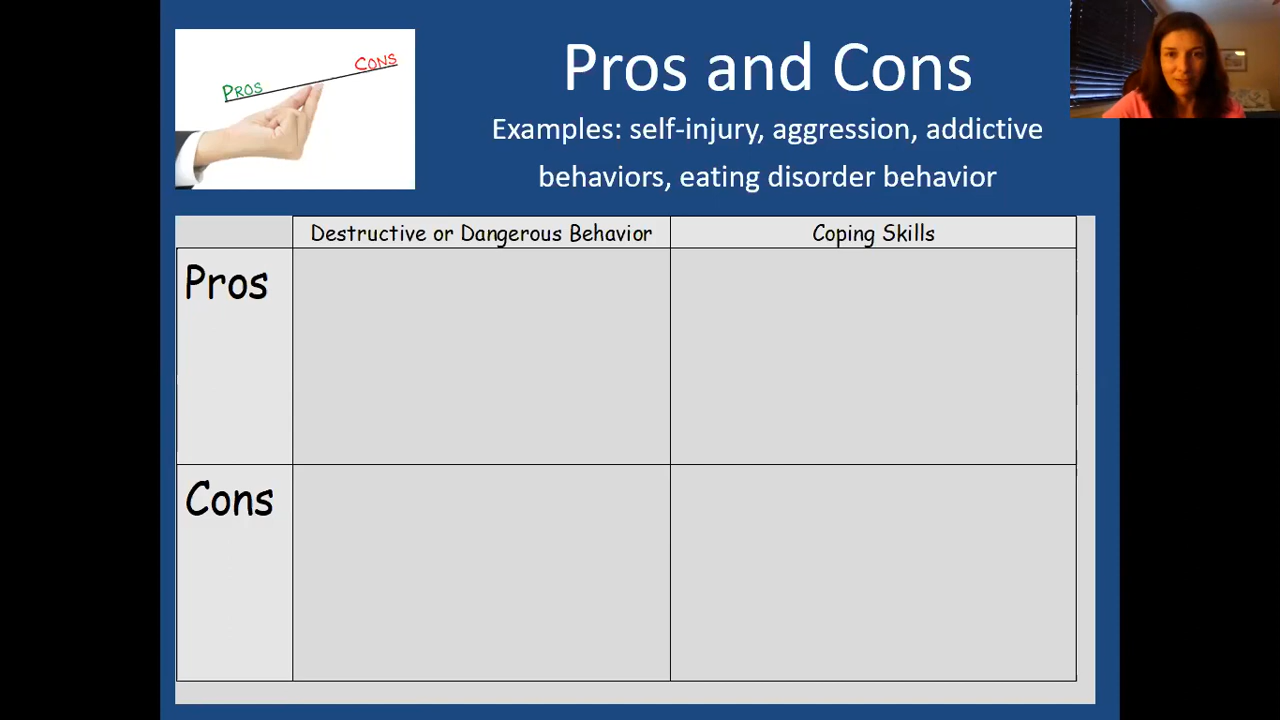 PROS
CONS
Pros and Cons
Examples: self-injury, aggression, addictive
behaviors, eating disorder behavior
Destructive or Dangerous Behavior
Coping Skills
Pros
Cons